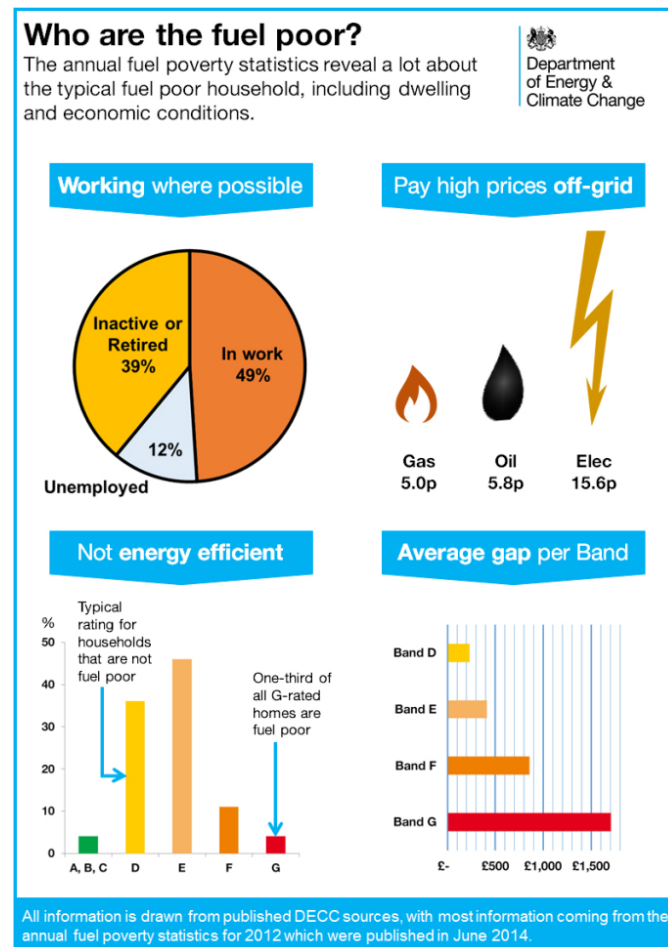 Who are the fuel poor?
The annual fuel poverty statistics reveal a lot about
the typical fuel poor household, including dwelling
and economic conditions.
Department
of Energy &
Climate Change
Working where possible
Inactive or
Retired
39%
In work
49%
12%
Unemployed
Pay high prices off-grid
Gas
5.0p
Oil
5.8p
Elec
15.6p
Not energy efficient
%
50
40
30
20
10
0
Typical
rating for
households
that are not
fuel poor
One-third of
all G-rated
homes are
fuel poor
A, B, C
D
E
F
G
Average gap per Band
Band D
Band E
Band F
Band G
£-
£500
£1,000
£1,500
All information is drawn from published DECC sources, with most information coming from the
annual fuel poverty statistics for 2012 which were published in June 2014.